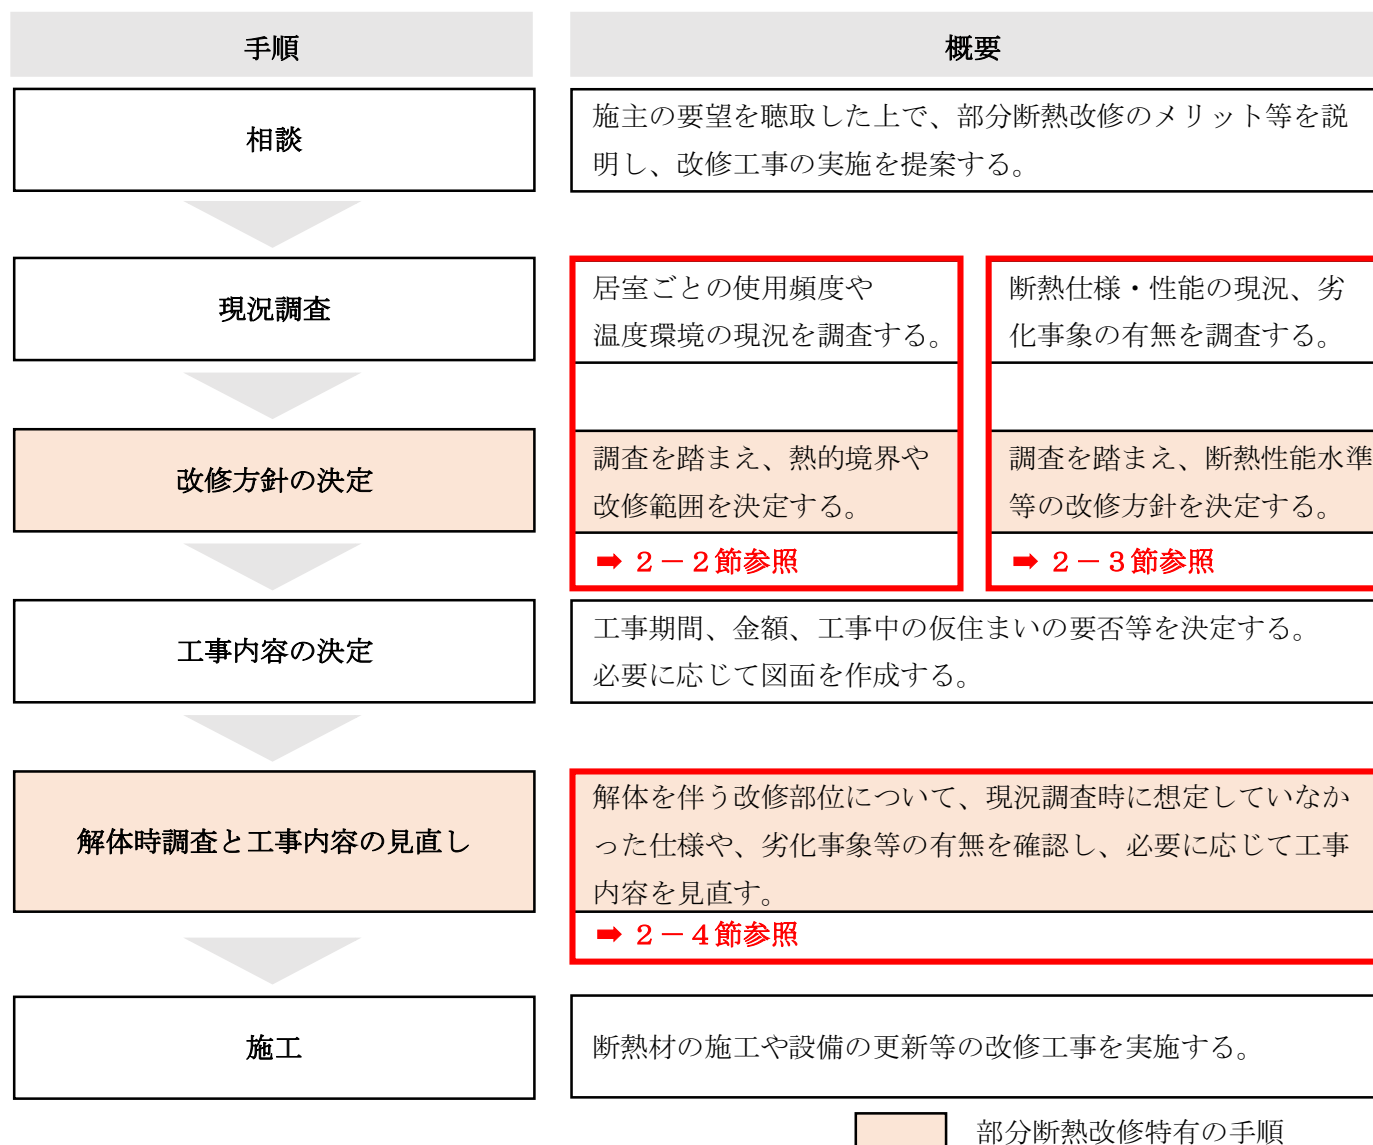 手順
概要
相談
施主の要望を聴取した上で、部分断熱改修のメリット等を説
明し、改修工事の実施を提案する。
現況調査
居室ごとの使用頻度や
温度環境の現況を調査する。
断熱仕様・性能の現況、劣
化事象の有無を調査する。
改修方針の決定
調査を踏まえ、熱的境界や
改修範囲を決定する。
➡ ２－２節参照
調査を踏まえ、断熱性能水準
等の改修方針を決定する。
➡ ２－３節参照
工事内容の決定
工事期間、金額、工事中の仮住まいの要否等を決定する。
必要に応じて図面を作成する。
解体時調査と工事内容の見直し
解体を伴う改修部位について、現況調査時に想定していなか
った仕様や、劣化事象等の有無を確認し、必要に応じて工事
内容を見直す。
➡ ２－４節参照
施工
断熱材の施工や設備の更新等の改修工事を実施する。
部分断熱改修特有の手順